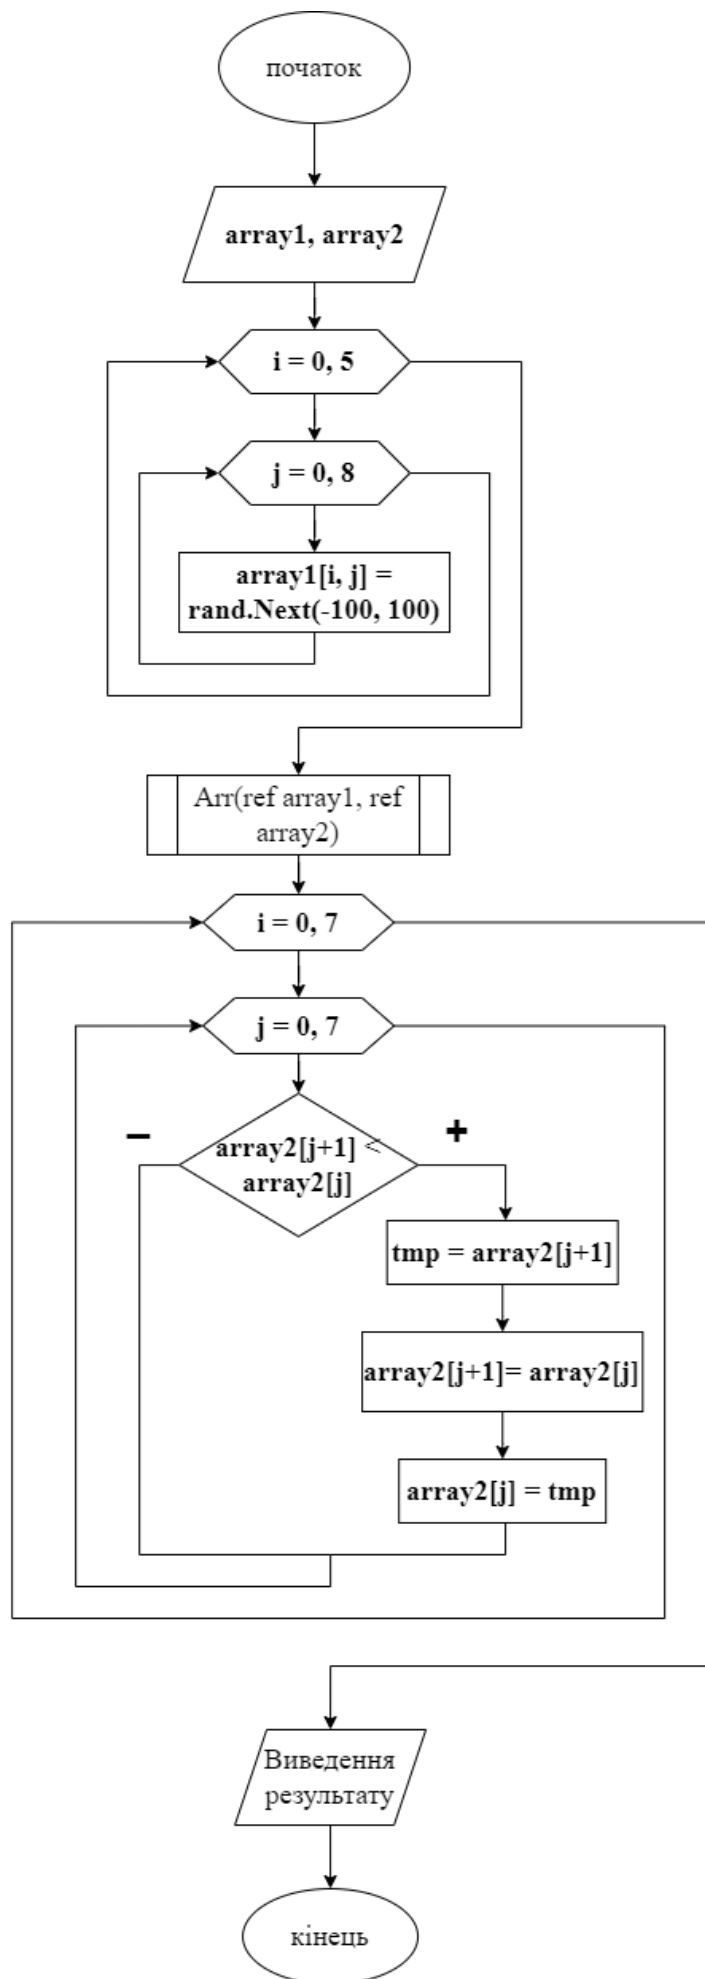 початок
array1, array2
i = 0, 5
j = 0, 8
array1[i, j] =
rand.Next(-100, 100)
Arr(ref array1, ref
array2)
i = 0, 7
j = 0, 7
− +
array2[j+1] <
array2[j]
tmp = array2[j+1]
array2[j+1]= array2[j]
array2[j] = tmp
Виведення
результату
кінець